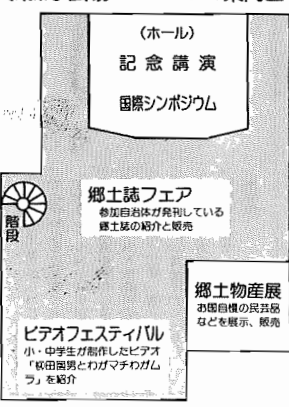 (ホール)
記念講演
国際シンポジウム
階段
郷土誌フェア
参加自治体が発刊している
郷土誌の紹介と販売
郷土物産展
お国自慢の民芸品
などを展示、販売
ビデオフェスティバル
小・中学生が制作したビデオ
「柳田國男とわがマチわがム
ラ」を紹介